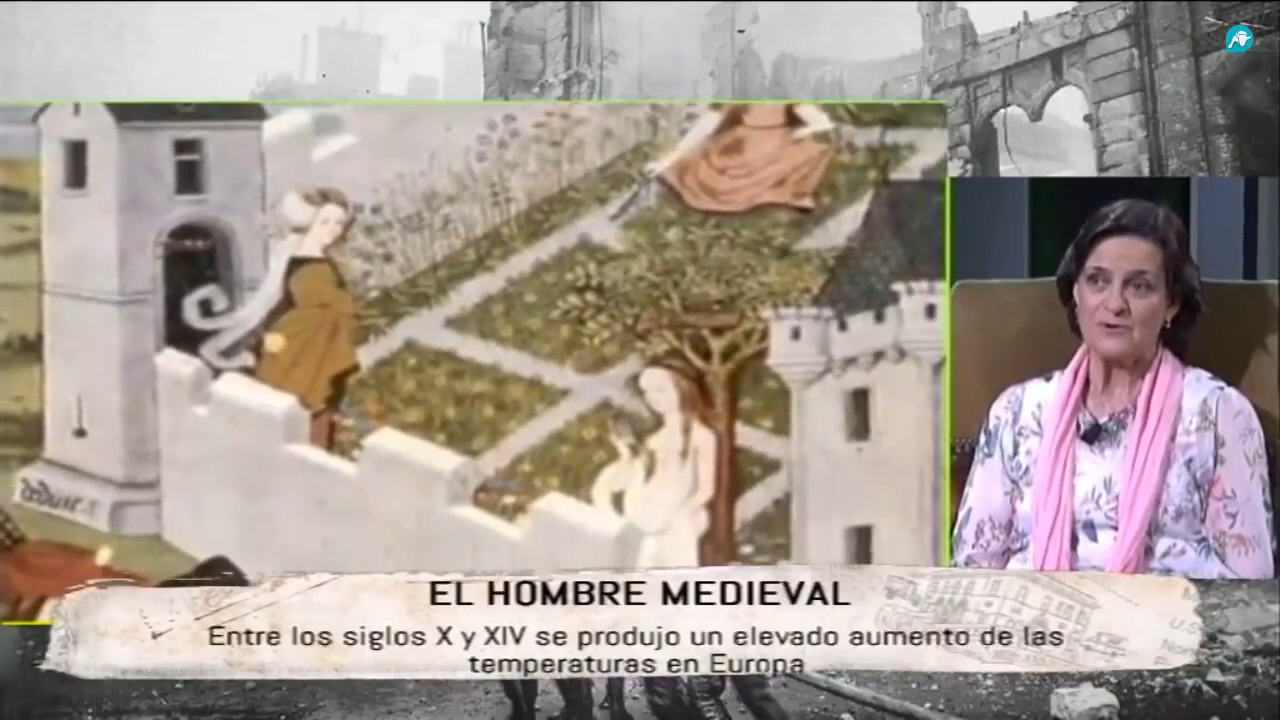 EL HOMBRE MEDIEVAL
Entre los siglos X y XIV se produjo un elevado aumento de las
temperaturas en Europa